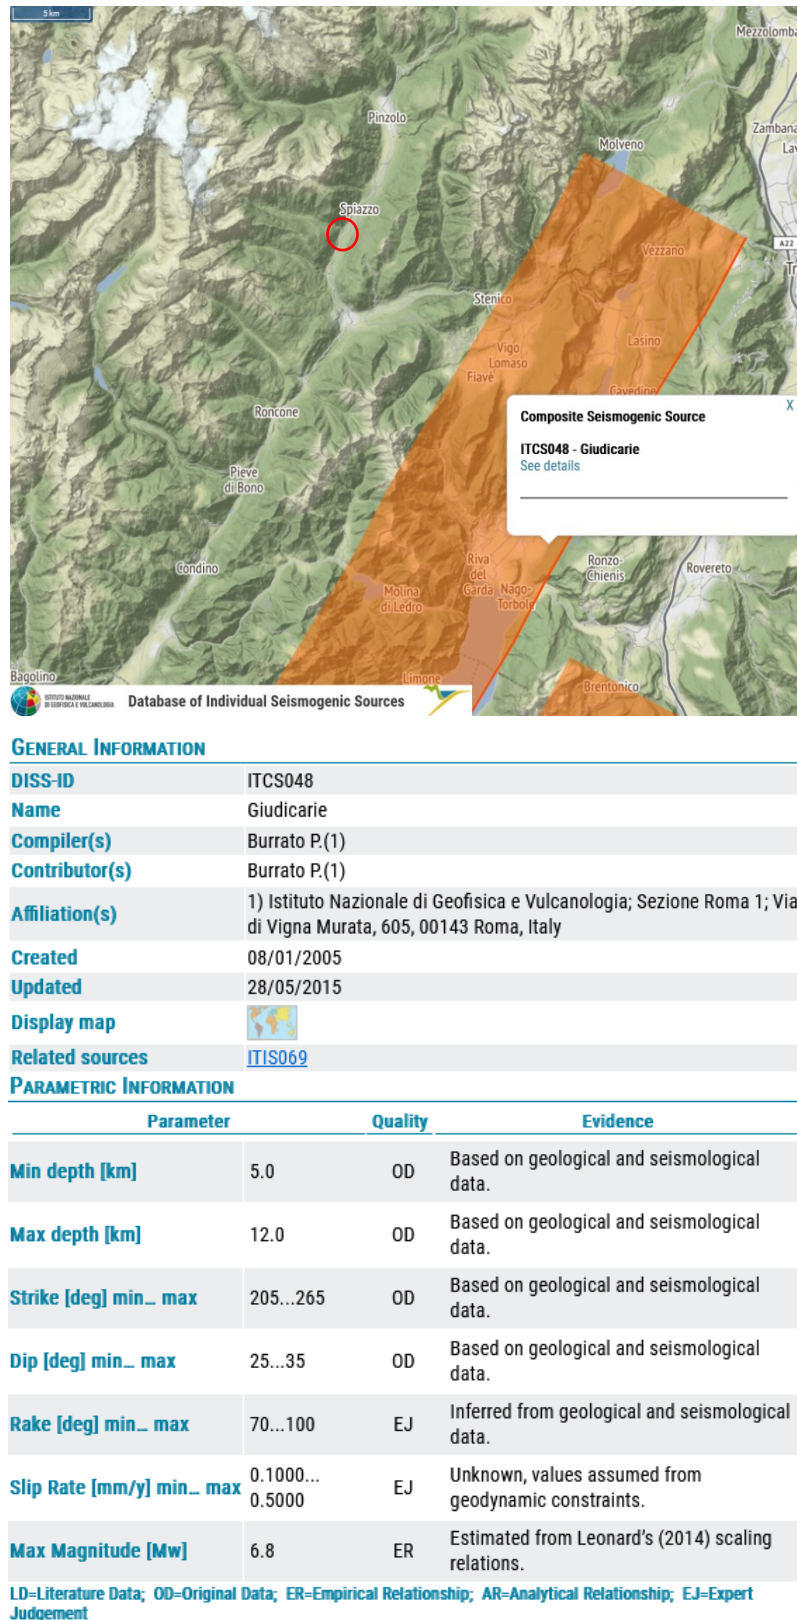 5 km
Mezzolomba
Pinzolo
Zambana
La
Molveno
Spiazzo
A22
Vezzano
Tr
Stenico
Lasino
Vigo
Lomaso
Fiavè
Cavedine
X
Composite Seismogenic Source
ITCS048 - Giudicarie
See details
Roncone
Pieve
di Bono
Riva
del
Garda
Nago-
Torbole
Ronzo-
Chienis
Rovereto
Condino
Molina
di Ledro
Bagolino
Limone
Brentonico
ISTITUTO NAZIONALE
DI GEOFISICA E VULCANOLOGIA
Database of Individual Seismogenic Sources
GENERAL INFORMATION
DISS-ID ITCS048
Name Giudicarie
Compiler(s) Burrato P.(1)
Contributor(s) Burrato P.(1)
Affiliation(s) 1) Istituto Nazionale di Geofisica e Vulcanologia; Sezione Roma 1; Via
di Vigna Murata, 605, 00143 Roma, Italy
Created 08/01/2005
Updated 28/05/2015
Display map
Related sources ITIS069
PARAMETRIC INFORMATION
Parameter Quality Evidence
Min depth [km] 5.0 OD Based on geological and seismological
data.
Max depth [km] 12.0 OD Based on geological and seismological
data.
Strike [deg] min... max 205...265 OD Based on geological and seismological
data.
Dip [deg] min... max 25...35 OD Based on geological and seismological
data.
Rake [deg] min... max 70...100 EJ Inferred from geological and seismological
data.
Slip Rate [mm/y] min... max 0.1000...
0.5000 EJ Unknown, values assumed from
geodynamic constraints.
Max Magnitude [Mw] 6.8 ER Estimated from Leonard's (2014) scaling
relations.
LD=Literature Data; OD=Original Data; ER=Empirical Relationship; AR=Analytical Relationship; EJ=Expert
Judgement